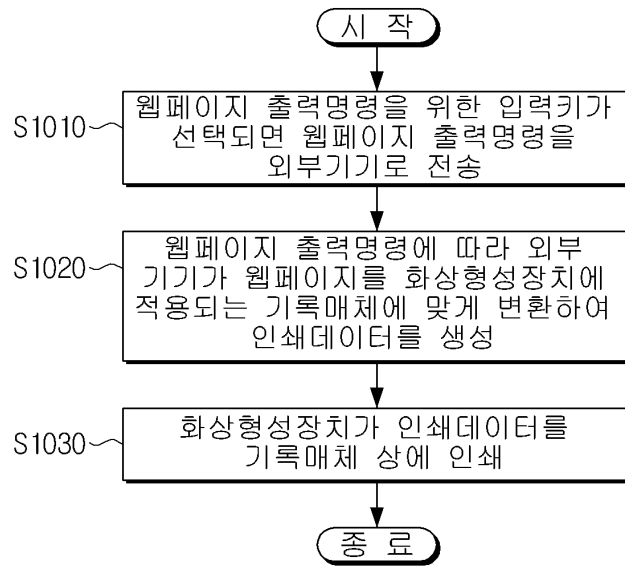 시 작
S1010
웹페이지 출력명령을 위한 입력키가
선택되면 웹페이지 출력명령을
외부기기로 전송
S1020
웹페이지 출력명령에 따라 외부
기기가 웹페이지를 화상형성장치에
적용되는 기록매체에 맞게 변환하여
인쇄데이터를 생성
S1030
화상형성장치가 인쇄데이터를
기록매체 상에 인쇄
종 료